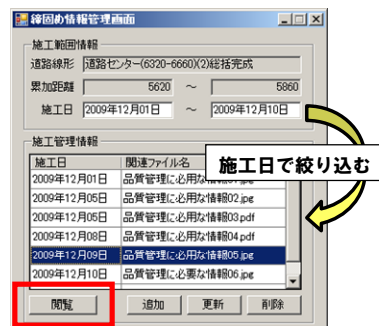 締固め情報管理画面
施工範囲情報
道路線形 道路センター(6320-6660)(2)総括完成
累加距離 5620 ～ 5860
施工日 2009年12月01日 ～ 2009年12月10日
施工管理情報
施工日で絞り込む
施工日 関連ファイル名
2009年12月01日 品質管理に必用な情報01.jpg
2009年12月05日 品質管理に必用な情報02.jpg
2009年12月05日 品質管理に必用な情報03.pdf
2009年12月08日 品質管理に必用な情報04.pdf
2009年12月09日 品質管理に必用な情報05.jpg
2009年12月10日 品質管理に必要な情報06.jpg
閲覧 追加 更新 削除